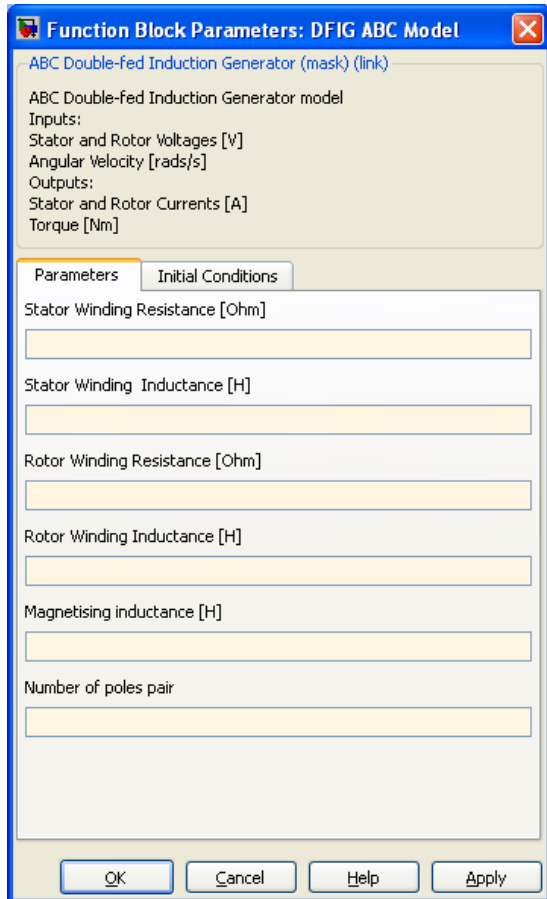 Function Block Parameters: DFIG ABC Model
ABC Double-fed Induction Generator (mask) (link)
ABC Double-fed Induction Generator model
Inputs:
Stator and Rotor Voltages [V]
Angular Velocity [rads/s]
Outputs:
Stator and Rotor Currents [A]
Torque [Nm]
Parameters Initial Conditions
Stator Winding Resistance [Ohm]
Stator Winding  Inductance [H]
Rotor Winding Resistance [Ohm]
Rotor Winding Inductance [H]
Magnetising inductance [H]
Number of poles pair
OK Cancel Help Apply